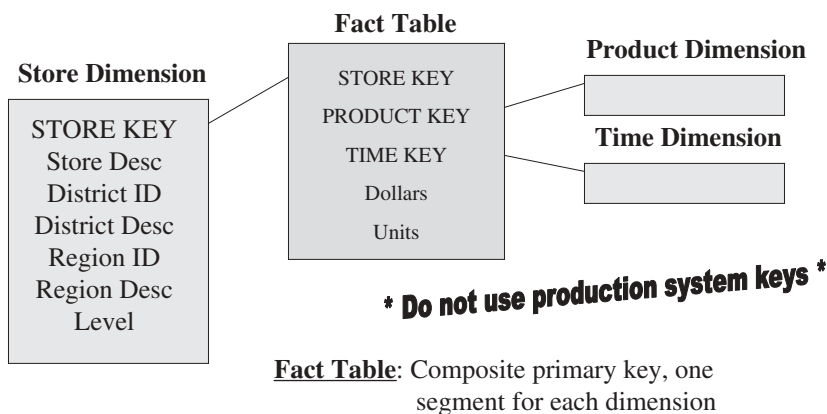 Fact Table
Store Dimension
Product Dimension
STORE KEY
Store Desc
District ID
District Desc
Region ID
Region Desc
Level
STORE KEY
PRODUCT KEY
TIME KEY
Dollars
Units
Time Dimension
* Do not use production system keys *
Fact Table: Composite primary key, one
segment for each dimension